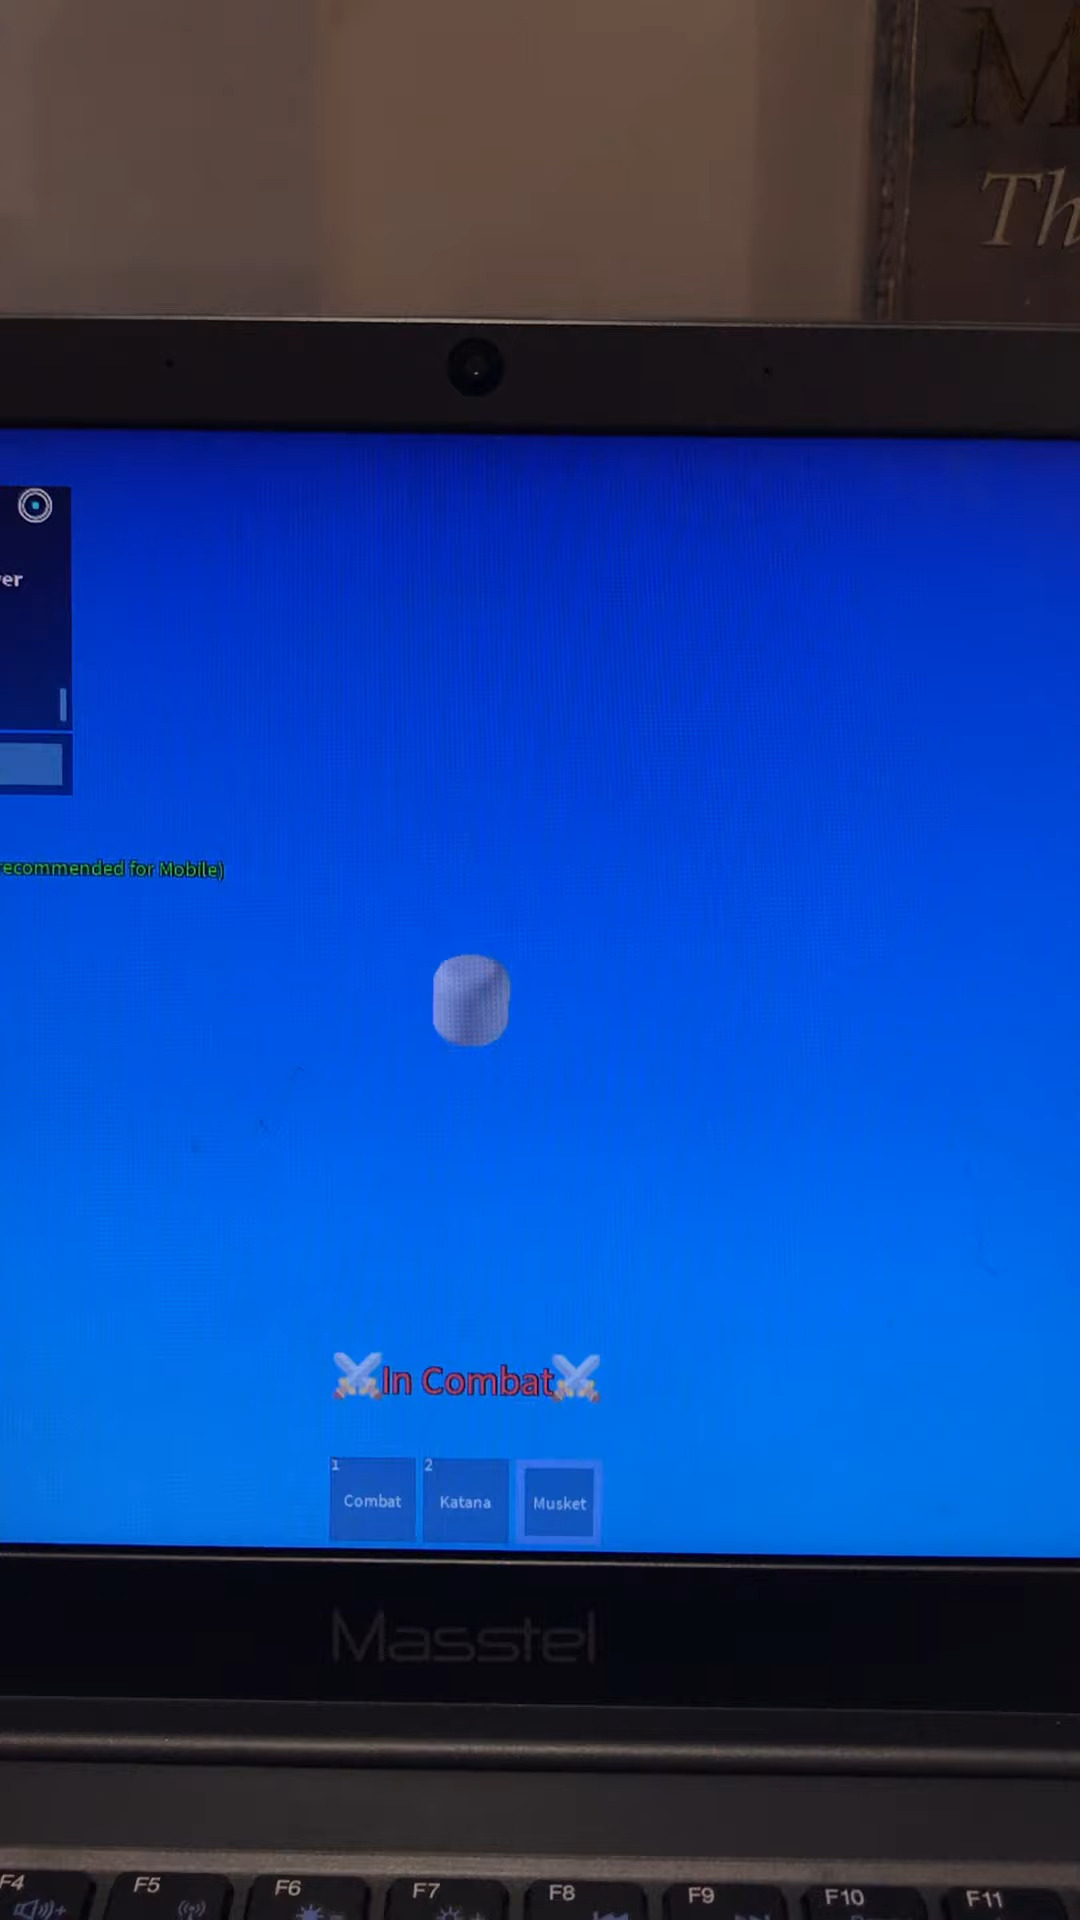 M
Th
er
recommended for Mobile)
⚔In Combat⚔
1
Combat
2
Katana
Musket
Masstel
F4
F5
F6
F7
F8
F9
F10
F11